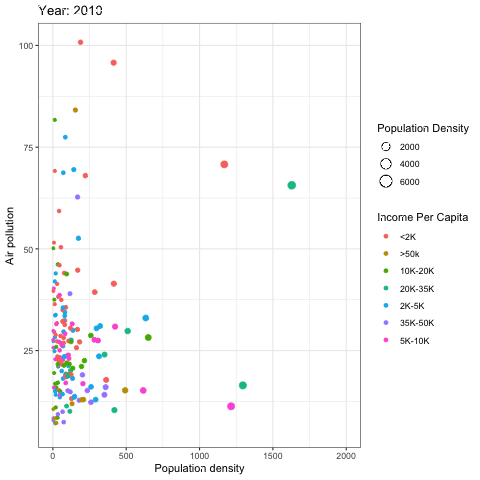 Year: 2010
Air pollution
100
75
50
25
0
500
1000
1500
2000
Population density
Population Density
2000
4000
6000
Income Per Capita
<2K
>50k
10K-20K
20K-35K
2K-5K
35K-50K
5K-10K